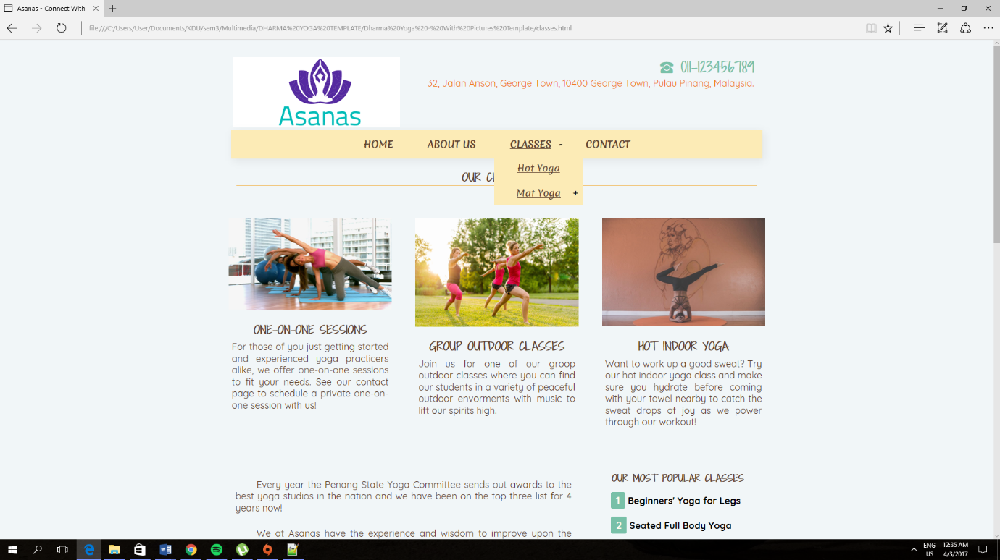 Asanas - Connect With
file:///C:/Users/User/Documents/KDU/sem3/Multimedia/DHARMA%20YOGA%20TEMPLATE/Dharma%20Yoga%20-%20With%20Pictures%20Template/classes.html
Asanas
011-123456789
32, Jalan Anson, George Town, 10400 George Town, Pulau Pinang, Malaysia.
HOME ABOUT US CLASSES - CONTACT
Hot Yoga
OUR
Mat Yoga +
ONE-ON-ONE SESSIONS
For those of you just getting started
and experienced yoga practicers
alike, we offer one-on-one sessions
to fit your needs. See our contact
page to schedule a private one-on-
one session with us!
GROUP OUTDOOR CLASSES
Join us for one of our groop
outdoor classes where you can find
our students in a variety of peaceful
outdoor envorments with music to
lift our spirits high.
HOT INDOOR YOGA
Want to work up a good sweat? Try
our hot indoor yoga class and make
sure you hydrate before coming
with your towel nearby to catch the
sweat drops of joy as we power
through our workout!
Every year the Penang State Yoga Committee sends out awards to the
best yoga studios in the nation and we have been on the top three list for 4
years now!
We at Asanas have the experience and wisdom to improve upon the
OUR MOST POPULAR CLASSES
1 Beginners' Yoga for Legs
2 Seated Full Body Yoga
ENG
US
12:35 AM
4/3/2017